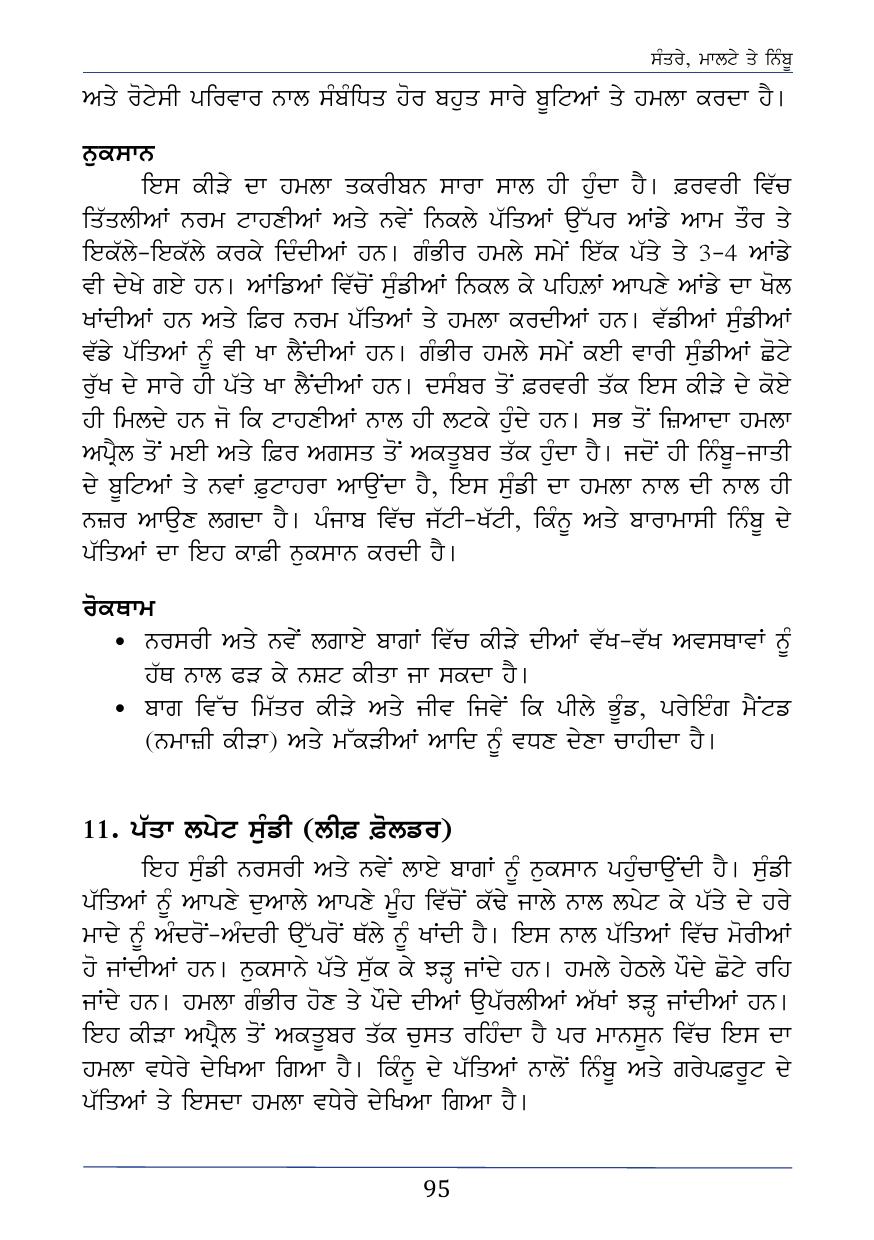 ਸੰਤਰੇ, ਮਾਲਟੇ ਤੇ ਨਿੰਬੂ
ਅਤੇ ਰੋਟੇਸੀ ਪਰਿਵਾਰ ਨਾਲ ਸੰਬੰਧਿਤ ਹੋਰ ਬਹੁਤ ਸਾਰੇ ਬੂਟਿਆਂ ਤੇ ਹਮਲਾ ਕਰਦਾ ਹੈ।
ਨੁਕਸਾਨ
ਇਸ ਕੀੜੇ ਦਾ ਹਮਲਾ ਤਕਰੀਬਨ ਸਾਰਾ ਸਾਲ ਹੀ ਹੁੰਦਾ ਹੈ। ਫ਼ਰਵਰੀ ਵਿੱਚ
ਤਿੱਤਲੀਆਂ ਨਰਮ ਟਾਹਣੀਆਂ ਅਤੇ ਨਵੇਂ ਨਿਕਲੇ ਪੱਤਿਆਂ ਉੱਪਰ ਆਂਡੇ ਆਮ ਤੌਰ ਤੇ
ਇਕੱਲੇ-ਇਕੱਲੇ ਕਰਕੇ ਦਿੰਦੀਆਂ ਹਨ। ਗੰਭੀਰ ਹਮਲੇ ਸਮੇਂ ਇੱਕ ਪੱਤੇ ਤੇ 3-4 ਆਂਡੇ
ਵੀ ਦੇਖੇ ਗਏ ਹਨ। ਆਂਡਿਆਂ ਵਿੱਚੋਂ ਸੁੰਡੀਆਂ ਨਿਕਲ ਕੇ ਪਹਿਲਾਂ ਆਪਣੇ ਆਂਡੇ ਦਾ ਖੋਲ
ਖਾਂਦੀਆਂ ਹਨ ਅਤੇ ਫ਼ਿਰ ਨਰਮ ਪੱਤਿਆਂ ਤੇ ਹਮਲਾ ਕਰਦੀਆਂ ਹਨ। ਵੱਡੀਆਂ ਸੁੰਡੀਆਂ
ਵੱਡੇ ਪੱਤਿਆਂ ਨੂੰ ਵੀ ਖਾ ਲੈਂਦੀਆਂ ਹਨ। ਗੰਭੀਰ ਹਮਲੇ ਸਮੇਂ ਕਈ ਵਾਰੀ ਸੁੰਡੀਆਂ ਛੋਟੇ
ਰੁੱਖ ਦੇ ਸਾਰੇ ਹੀ ਪੱਤੇ ਖਾ ਲੈਂਦੀਆਂ ਹਨ। ਦਸੰਬਰ ਤੋਂ ਫ਼ਰਵਰੀ ਤੱਕ ਇਸ ਕੀੜੇ ਦੇ ਕੋਏ
ਹੀ ਮਿਲਦੇ ਹਨ ਜੋ ਕਿ ਟਾਹਣੀਆਂ ਨਾਲ ਹੀ ਲਟਕੇ ਹੁੰਦੇ ਹਨ। ਸਭ ਤੋਂ ਜ਼ਿਆਦਾ ਹਮਲਾ
ਅਪ੍ਰੈਲ ਤੋਂ ਮਈ ਅਤੇ ਫ਼ਿਰ ਅਗਸਤ ਤੋਂ ਅਕਤੂਬਰ ਤੱਕ ਹੁੰਦਾ ਹੈ। ਜਦੋਂ ਹੀ ਨਿੰਬੂ-ਜਾਤੀ
ਦੇ ਬੂਟਿਆਂ ਤੇ ਨਵਾਂ ਫ਼ੁਟਾਹਰਾ ਆਉਂਦਾ ਹੈ, ਇਸ ਸੁੰਡੀ ਦਾ ਹਮਲਾ ਨਾਲ ਦੀ ਨਾਲ ਹੀ
ਨਜ਼ਰ ਆਉਣ ਲਗਦਾ ਹੈ। ਪੰਜਾਬ ਵਿੱਚ ਜੱਟੀ-ਖੱਟੀ, ਕਿੰਨੂ ਅਤੇ ਬਾਰਾਮਾਸੀ ਨਿੰਬੂ ਦੇ
ਪੱਤਿਆਂ ਦਾ ਇਹ ਕਾਫ਼ੀ ਨੁਕਸਾਨ ਕਰਦੀ ਹੈ।
ਰੋਕਥਾਮ
• ਨਰਸਰੀ ਅਤੇ ਨਵੇਂ ਲਗਾਏ ਬਾਗਾਂ ਵਿੱਚ ਕੀੜੇ ਦੀਆਂ ਵੱਖ-ਵੱਖ ਅਵਸਥਾਵਾਂ ਨੂੰ
ਹੱਥ ਨਾਲ ਫੜ ਕੇ ਨਸ਼ਟ ਕੀਤਾ ਜਾ ਸਕਦਾ ਹੈ।
• ਬਾਗ ਵਿੱਚ ਮਿੱਤਰ ਕੀੜੇ ਅਤੇ ਜੀਵ ਜਿਵੇਂ ਕਿ ਪੀਲੇ ਭੂੰਡ, ਪਰੇਇੰਗ ਮੈਂਟਡ
(ਨਮਾਜ਼ੀ ਕੀੜਾ) ਅਤੇ ਮੱਕੜੀਆਂ ਆਦਿ ਨੂੰ ਵਧਣ ਦੇਣਾ ਚਾਹੀਦਾ ਹੈ।
11. ਪੱਤਾ ਲਪੇਟ ਸੁੰਡੀ (ਲੀਫ਼ ਫ਼ੋਲਡਰ)
ਇਹ ਸੁੰਡੀ ਨਰਸਰੀ ਅਤੇ ਨਵੇਂ ਲਾਏ ਬਾਗਾਂ ਨੂੰ ਨੁਕਸਾਨ ਪਹੁੰਚਾਉਂਦੀ ਹੈ। ਸੁੰਡੀ
ਪੱਤਿਆਂ ਨੂੰ ਆਪਣੇ ਦੁਆਲੇ ਆਪਣੇ ਮੂੰਹ ਵਿੱਚੋਂ ਕੱਢੇ ਜਾਲੇ ਨਾਲ ਲਪੇਟ ਕੇ ਪੱਤੇ ਦੇ ਹਰੇ
ਮਾਦੇ ਨੂੰ ਅੰਦਰੋਂ-ਅੰਦਰੀ ਉੱਪਰੋਂ ਥੱਲੇ ਨੂੰ ਖਾਂਦੀ ਹੈ। ਇਸ ਨਾਲ ਪੱਤਿਆਂ ਵਿੱਚ ਮੋਰੀਆਂ
ਹੋ ਜਾਂਦੀਆਂ ਹਨ। ਨੁਕਸਾਨੇ ਪੱਤੇ ਸੁੱਕ ਕੇ ਝੜ੍ਹ ਜਾਂਦੇ ਹਨ। ਹਮਲੇ ਹੇਠਲੇ ਪੌਦੇ ਛੋਟੇ ਰਹਿ
ਜਾਂਦੇ ਹਨ। ਹਮਲਾ ਗੰਭੀਰ ਹੋਣ ਤੇ ਪੌਦੇ ਦੀਆਂ ਉਪੱਰਲੀਆਂ ਅੱਖਾਂ ਝੜ੍ਹ ਜਾਂਦੀਆਂ ਹਨ।
ਇਹ ਕੀੜਾ ਅਪ੍ਰੈਲ ਤੋਂ ਅਕਤੂਬਰ ਤੱਕ ਚੁਸਤ ਰਹਿੰਦਾ ਹੈ ਪਰ ਮਾਨਸੂਨ ਵਿੱਚ ਇਸ ਦਾ
ਹਮਲਾ ਵਧੇਰੇ ਦੇਖਿਆ ਗਿਆ ਹੈ। ਕਿੰਨੂ ਦੇ ਪੱਤਿਆਂ ਨਾਲੋਂ ਨਿੰਬੂ ਅਤੇ ਗਰੇਪਫ਼ਰੂਟ ਦੇ
ਪੱਤਿਆਂ ਤੇ ਇਸਦਾ ਹਮਲਾ ਵਧੇਰੇ ਦੇਖਿਆ ਗਿਆ ਹੈ।
95